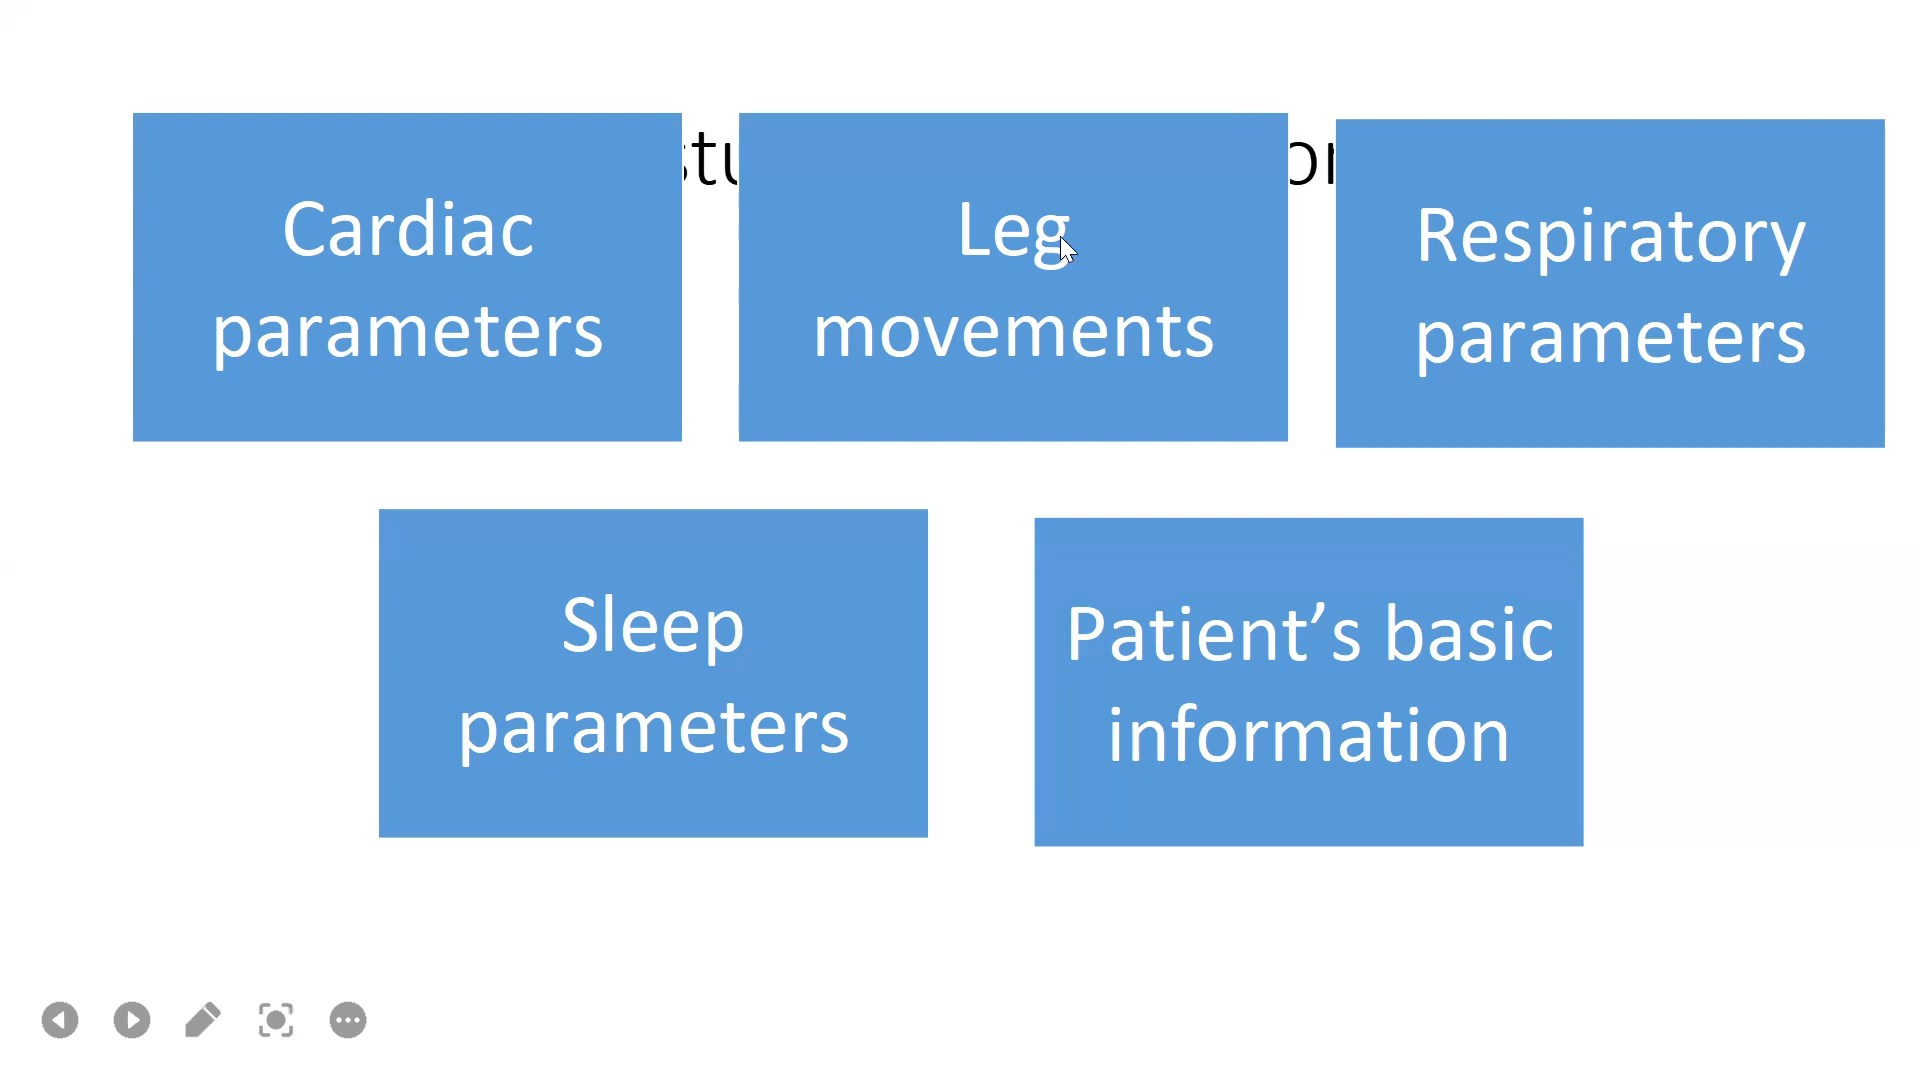 Cardiac
parameters
Leg
movements
Respiratory
parameters
Sleep
parameters
Patient’s basic
information